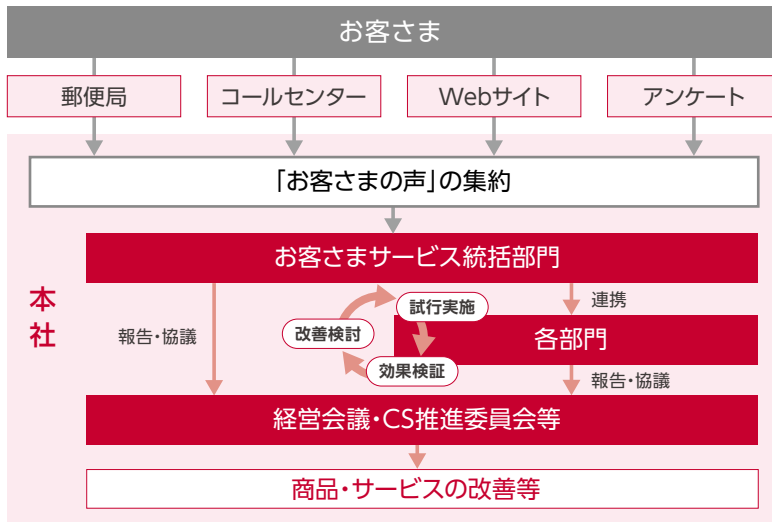 お客さま
郵便局
コールセンター
Webサイト
アンケート
「お客さまの声」の集約
お客さまサービス統括部門
本社
報告・協議
改善検討
試行実施
効果検証
連携
各部門
報告・協議
経営会議・CS推進委員会等
商品・サービスの改善等